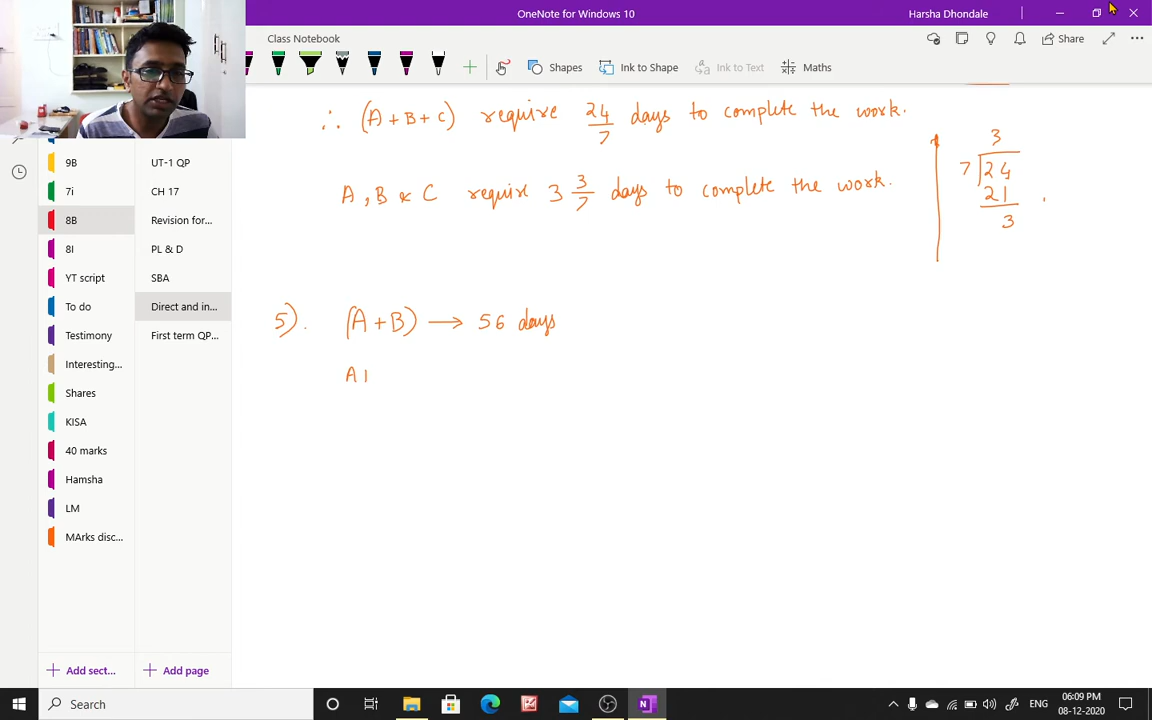 OneNote for Windows 10
Harsha Dhondale
Class Notebook
Shapes
Ink to Shape
Ink to Text
Maths
Share
9B
7i
8B
8I
YT script
To do
Testimony
Interesting...
Shares
KISA
40 marks
Hamsha
LM
MArks disc...
Add sect...
UT-1 QP
CH 17
Revision for...
PL & D
SBA
Direct and in...
First term QP...
Add page
∴ (A + B + C) require 24/7 days to complete the work.
A, B & C require 3 3/7 days to complete the work.
3
7 24
21
3
5). (A + B) → 56 days
A l
Search
ENG
06:09 PM
08-12-2020